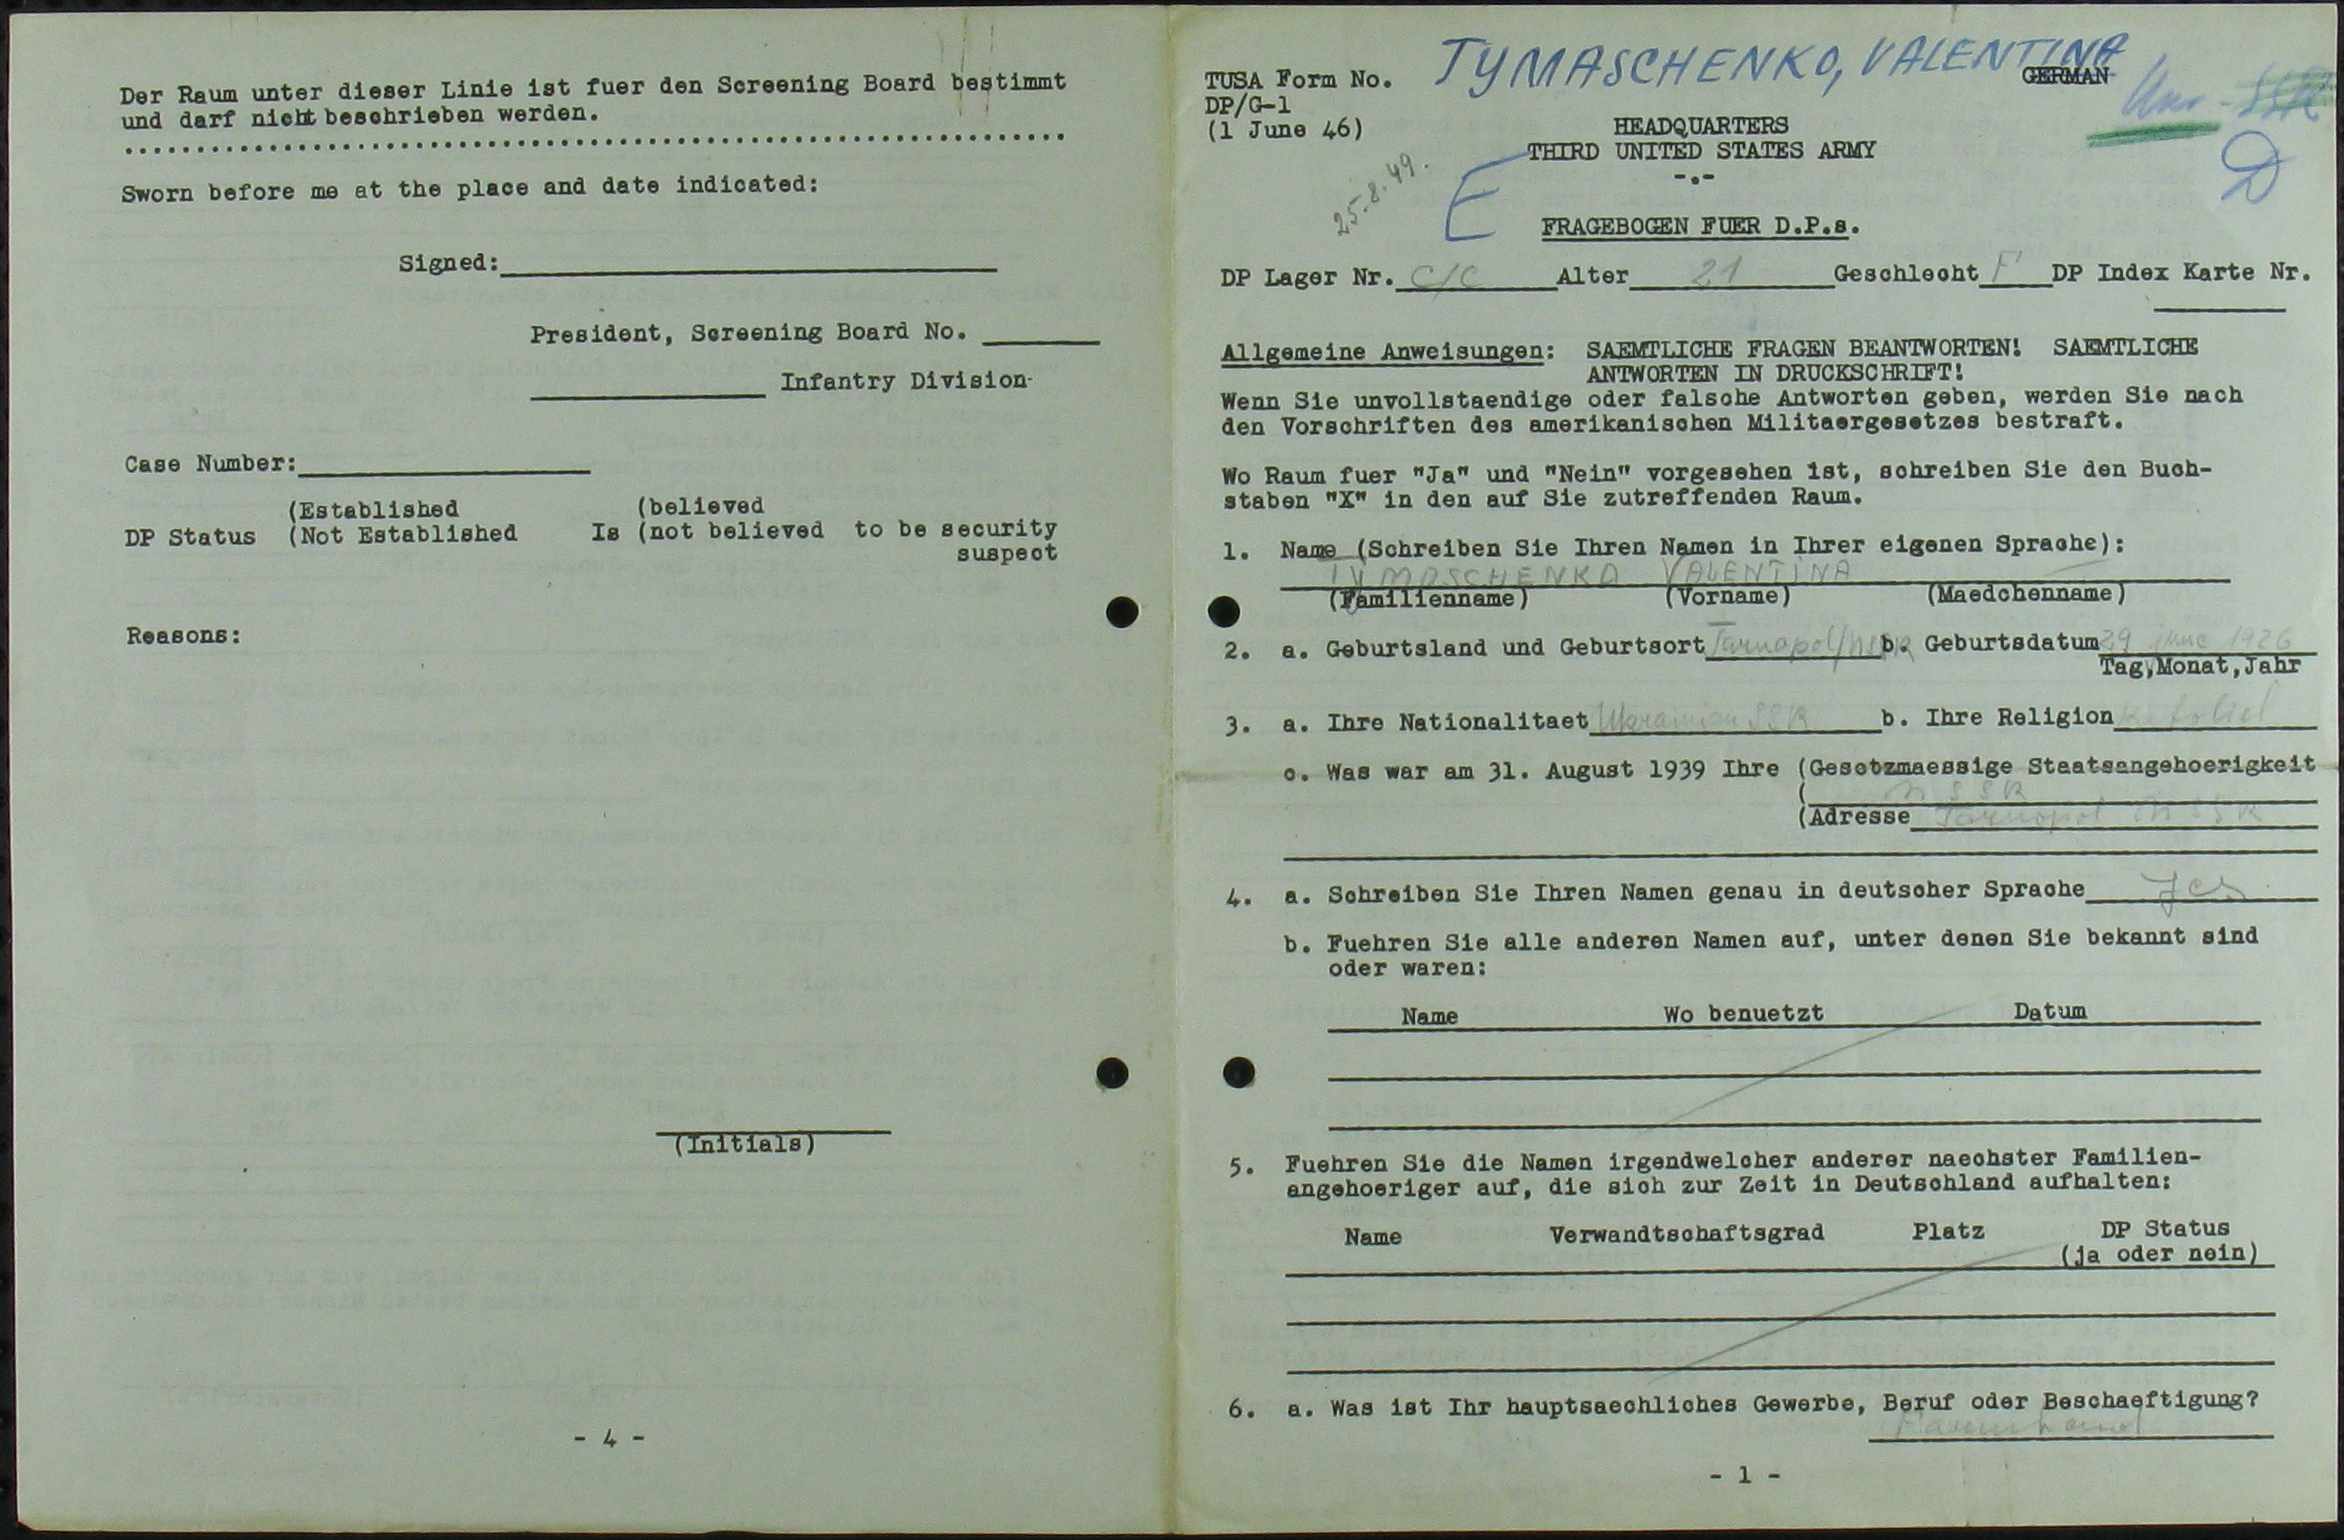 Der Raum unter dieser Linie ist fuer den Screening Board bestimmt
und darf nicht beschrieben werden.
Sworn before me at the place and date indicated:
Signed:
President, Screening Board No.
Infantry Division
Case Number:
(Established (believed
DP Status (Not Established Is (not believed to be security
suspect
Reasons:
(Initials)
- 4 -
TYMASCHENKO, VALENTINA
TUSA Form No. GERMAN
DP/G-1
(1 June 46)
D
HEADQUARTERS
THIRD UNITED STATES ARMY
-.-
25.8.49.
E
FRAGEBOGEN FUER D.P.s.
DP Lager Nr. C/C Alter 21 Geschlecht F DP Index Karte Nr.
Allgemeine Anweisungen: SAEMTLICHE FRAGEN BEANTWORTEN! SAEMTLICHE
ANTWORTEN IN DRUCKSCHRIFT!
Wenn Sie unvollstaendige oder falsche Antworten geben, werden Sie nach
den Vorschriften des amerikanischen Militaergesetzes bestraft.
Wo Raum fuer "Ja" und "Nein" vorgesehen ist, schreiben Sie den Buch-
staben "X" in den auf Sie zutreffenden Raum.
1. Name (Schreiben Sie Ihren Namen in Ihrer eigenen Sprache):
TYMASCHENKO VALENTINA
(Familienname) (Vorname) (Maedchenname)
2. a. Geburtsland und Geburtsort Tarnapol b. Geburtsdatum 29 june 1926
Tag, Monat, Jahr
3. a. Ihre Nationalitaet Ukrainian SSR b. Ihre Religion
c. Was war am 31. August 1939 Ihre (Gesetzmaessige Staatsangehoerigkeit
(
(Adresse Tarnopol
4. a. Schreiben Sie Ihren Namen genau in deutscher Sprache
b. Fuehren Sie alle anderen Namen auf, unter denen Sie bekannt sind
oder waren:
Name Wo benuetzt Datum
5. Fuehren Sie die Namen irgendwelcher anderer naechster Familien-
angehoeriger auf, die sich zur Zeit in Deutschland aufhalten:
Name Verwandtschaftsgrad Platz DP Status
(ja oder nein)
6. a. Was ist Ihr hauptsaechliches Gewerbe, Beruf oder Beschaeftigung?
- 1 -